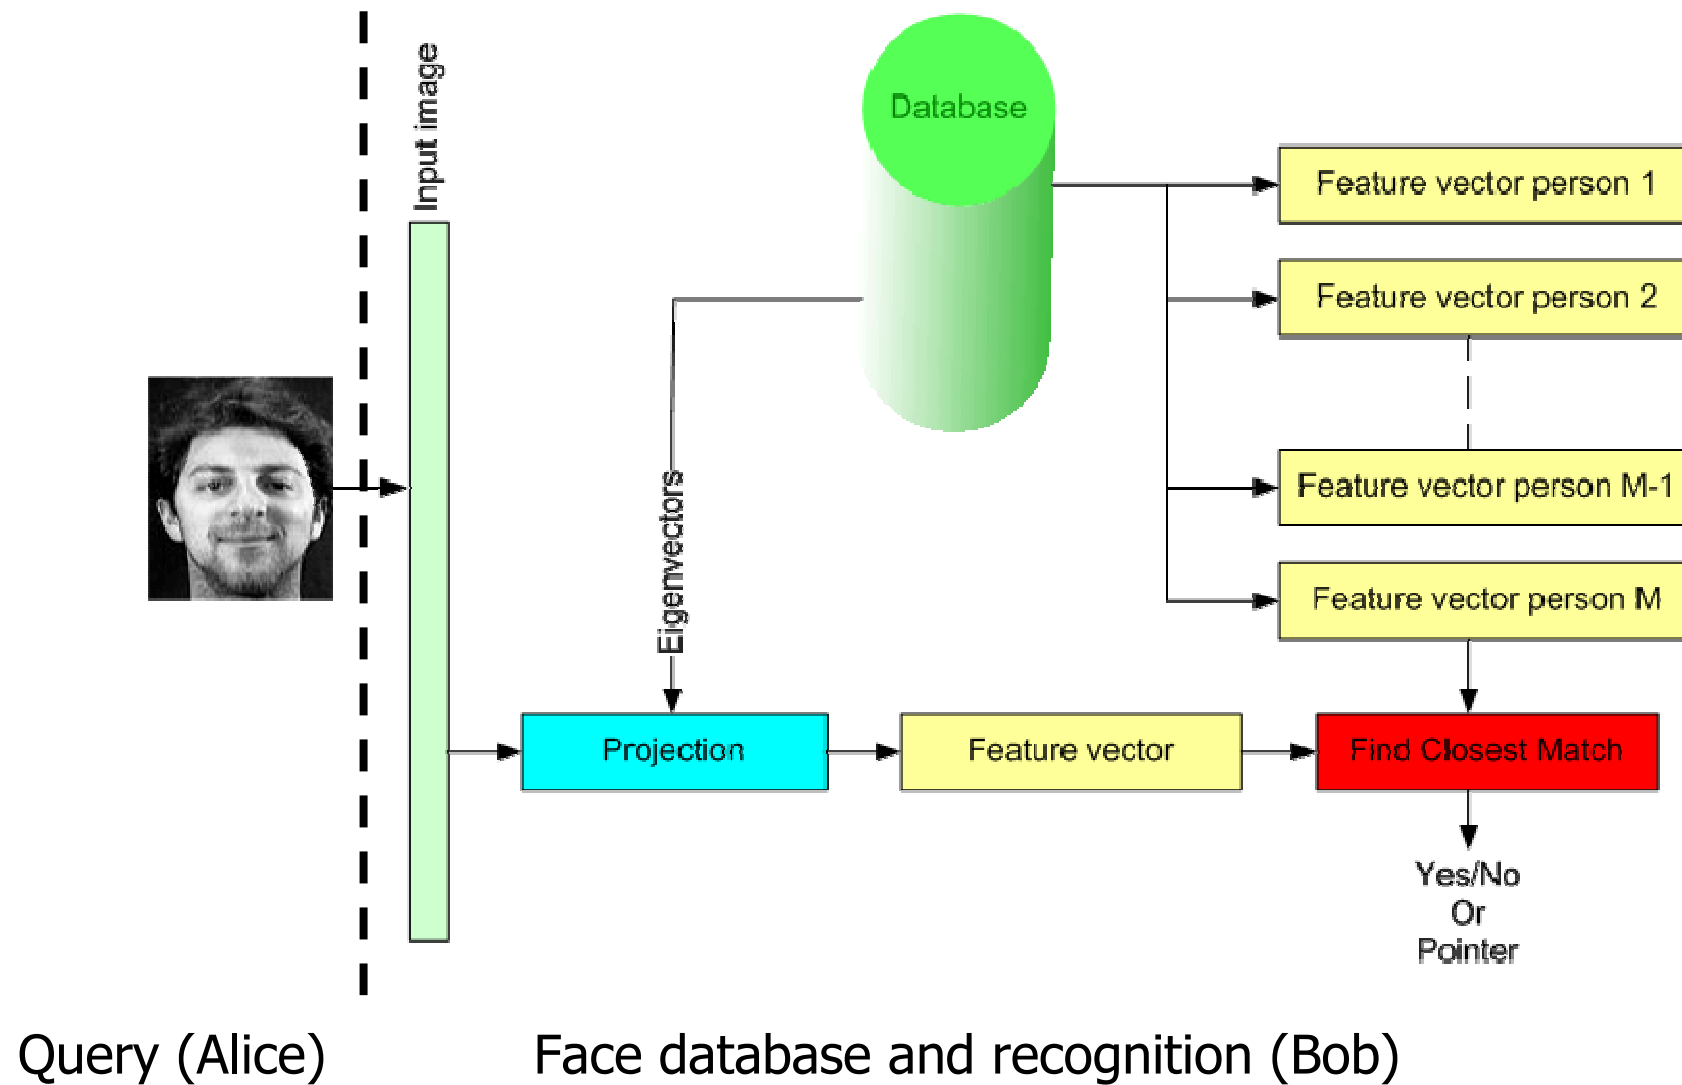 Input image
Database
Feature vector person 1
Feature vector person 2
Feature vector person M-1
Feature vector person M
Eigenvectors
Projection
Feature vector
Find Closest Match
Yes/No
Or
Pointer
Query (Alice)
Face database and recognition (Bob)